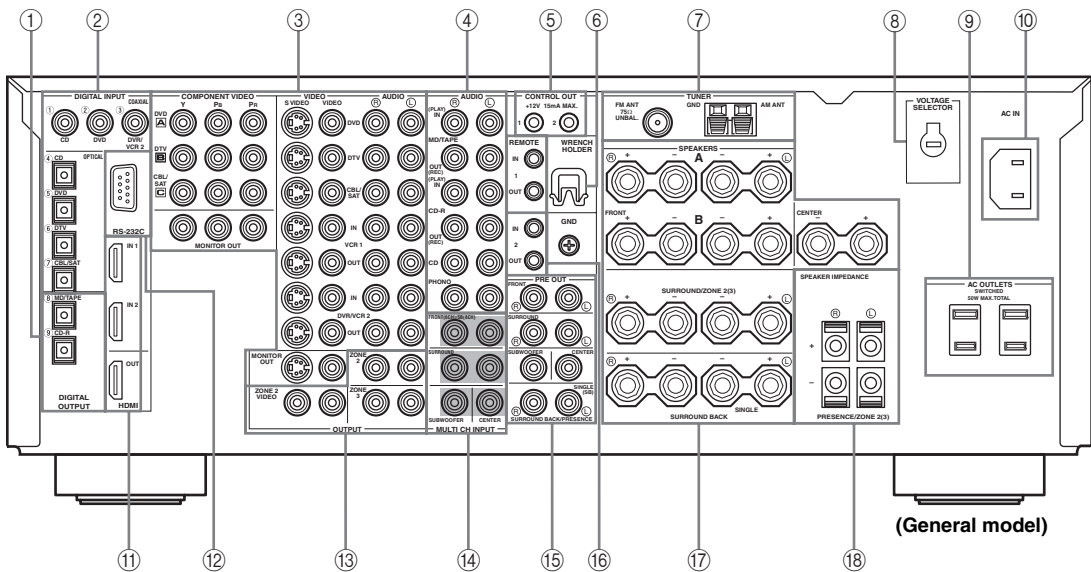 ① ② ③ ④ ⑤ ⑥ ⑦ ⑧ ⑨ ⑩
DIGITAL INPUT
① ② ③ COAXIAL
CD DVD DVR/
VCR 2
④ CD OPTICAL
⑤ DVD
⑥ DTV
⑦ CBL/SAT
⑧ MD/TAPE
⑨ CD-R
DIGITAL
OUTPUT
RS-232C
IN 1
IN 2
OUT
HDMI
COMPONENT VIDEO
Y PB PR
DVD
A
DTV
B
CBL/
SAT
C
MONITOR OUT
VIDEO
S VIDEO VIDEO
AUDIO
R L
DVD
DTV
CBL/
SAT
IN
VCR 1
OUT
IN
DVR/VCR 2
OUT
MONITOR
OUT
ZONE
2
ZONE 2
VIDEO
ZONE
3
OUTPUT
AUDIO
R L
(PLAY)
IN
MD/TAPE
OUT
(REC)
(PLAY)
IN
CD-R
OUT
(REC)
CD
PHONO
FRONT(6CH)/SB(8CH)
SURROUND
SUBWOOFER CENTER
MULTI CH INPUT
CONTROL OUT
+12V 15mA MAX.
1 2
REMOTE
IN
1
OUT
IN
2
OUT
WRENCH
HOLDER
GND
PRE OUT
FRONT
R L
SURROUND
R L
SUBWOOFER CENTER
SINGLE
(SB)
R L
SURROUND BACK/PRESENCE
TUNER
FM ANT
75Ω
UNBAL.
GND AM ANT
SPEAKERS
R + − A − + L
FRONT + − B − +
CENTER
− +
SURROUND/ZONE 2(3)
R + − − + L
R + − − + L
SINGLE
SURROUND BACK
SPEAKER IMPEDANCE
R L
+
−
PRESENCE/ZONE 2(3)
VOLTAGE
SELECTOR
AC IN
AC OUTLETS
SWITCHED
50W MAX.TOTAL
(General model)
⑪ ⑫ ⑬ ⑭ ⑮ ⑯ ⑰ ⑱